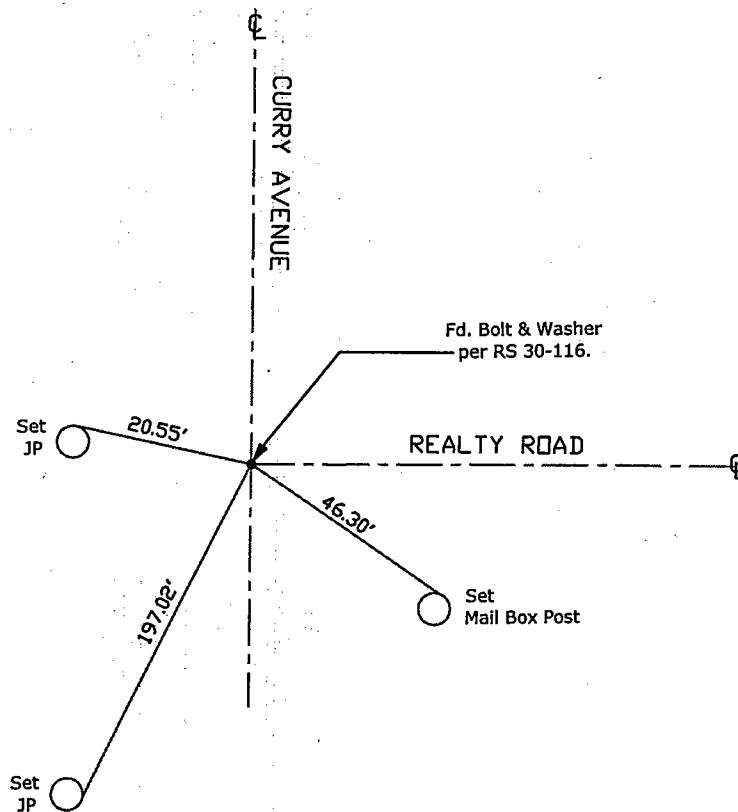 ℄
CURRY AVENUE
Fd. Bolt & Washer
per RS 30-116.
Set
JP
20.55'
REALTY ROAD
℄
46.30'
Set
Mail Box Post
197.02'
Set
JP